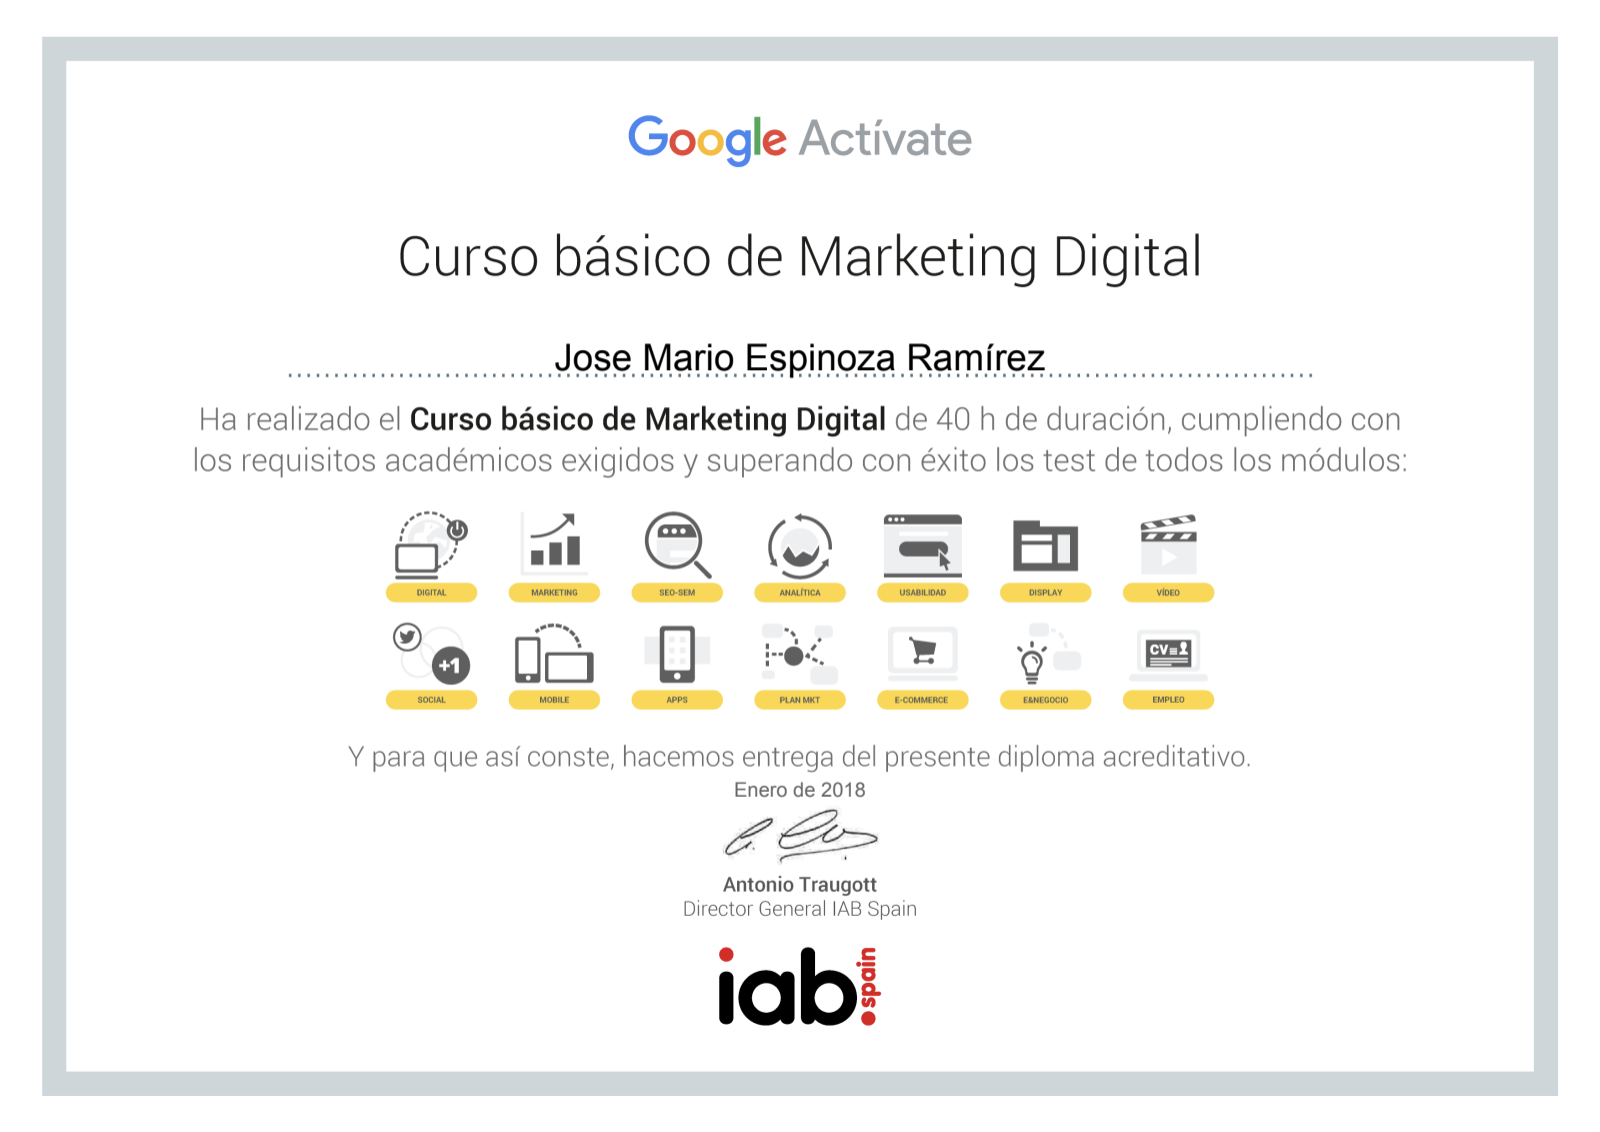 Google Actívate
Curso básico de Marketing Digital
Jose Mario Espinoza Ramírez
Ha realizado el Curso básico de Marketing Digital de 40 h de duración, cumpliendo con
los requisitos académicos exigidos y superando con éxito los test de todos los módulos:
DIGITAL MARKETING SEO-SEM ANALÍTICA USABILIDAD DISPLAY VÍDEO
+1 CV
SOCIAL MOBILE APPS PLAN MKT E-COMMERCE E&NEGOCIO EMPLEO
Y para que así conste, hacemos entrega del presente diploma acreditativo.
Enero de 2018
Antonio Traugott
Director General IAB Spain
iab.spain